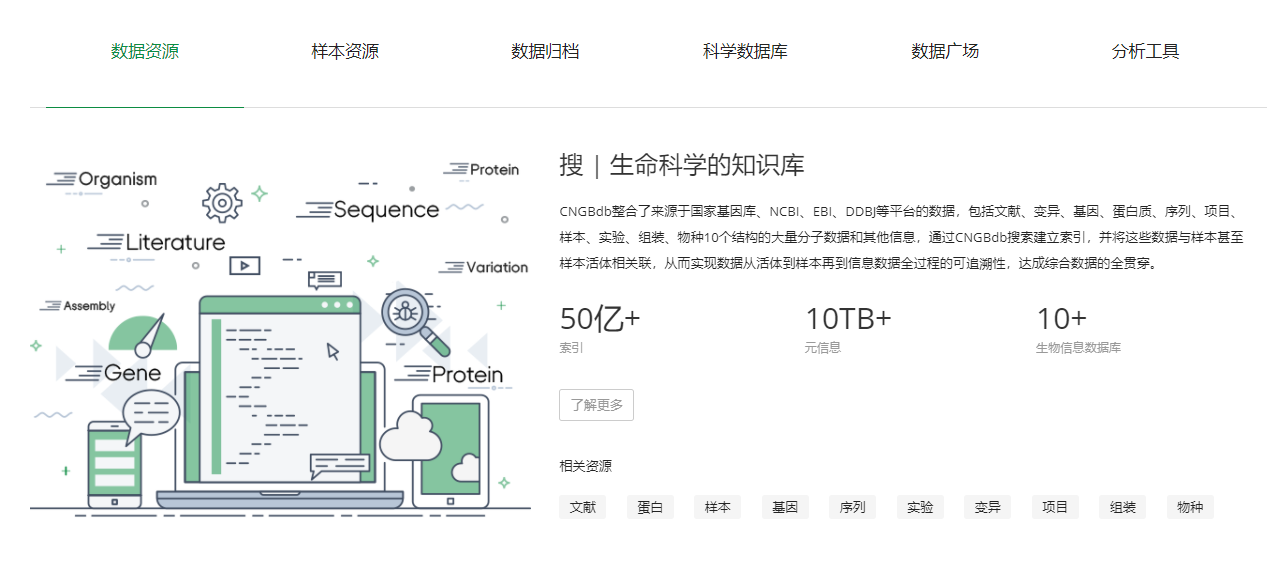 数据资源 样本资源 数据归档 科学数据库 数据广场 分析工具
Organism
Protein
Sequence
Literature
Variation
Assembly
Gene
Protein
搜 | 生命科学的知识库
CNGBdb整合了来源于国家基因库、NCBI、EBI、DDBJ等平台的数据，包括文献、变异、基因、蛋白质、序列、项目、
样本、实验、组装、物种10个结构的大量分子数据和其他信息，通过CNGBdb搜索建立索引，并将这些数据与样本甚至
样本活体相关联，从而实现数据从活体到样本再到信息数据全过程的可追溯性，达成综合数据的全贯穿。
50亿+ 10TB+ 10+
索引 元信息 生物信息数据库
了解更多
相关资源
文献 蛋白 样本 基因 序列 实验 变异 项目 组装 物种